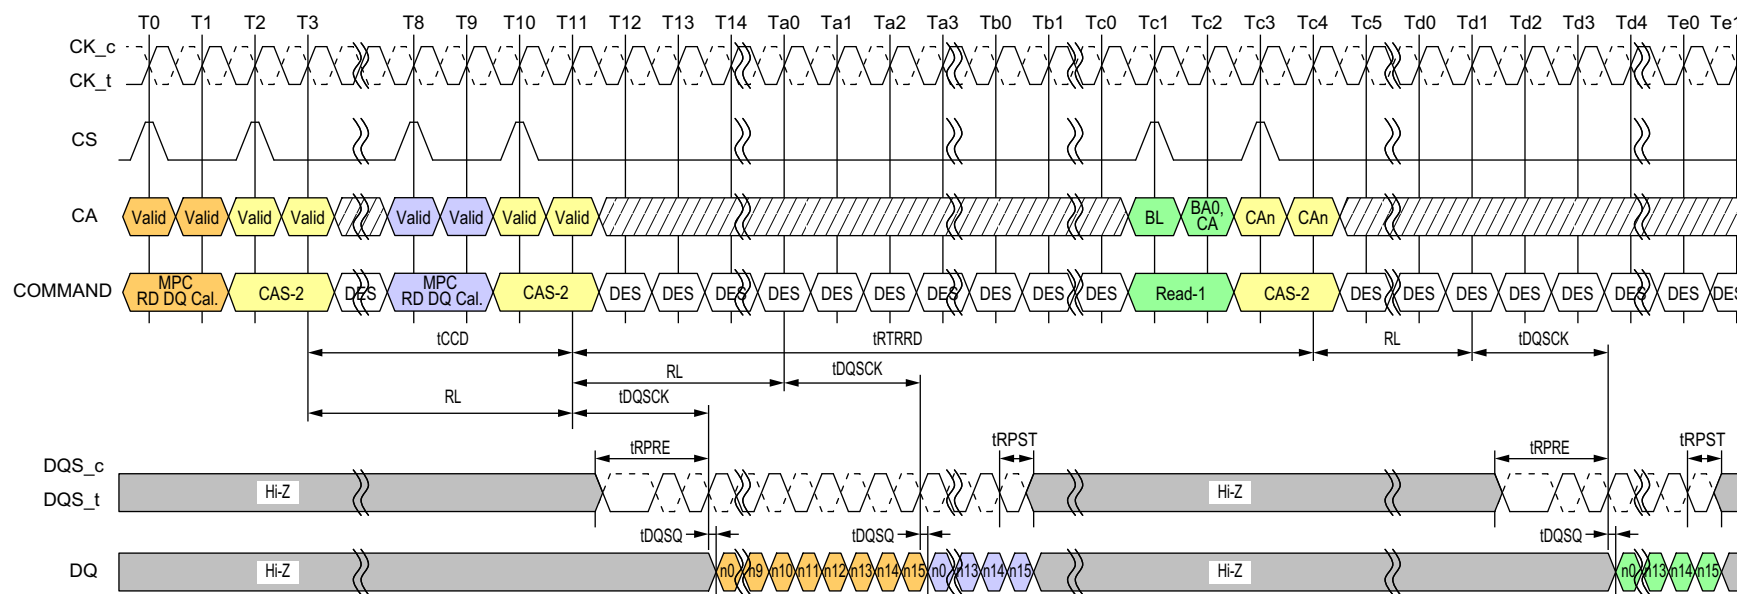 T0 T1 T2 T3 T8 T9 T10 T11 T12 T13 T14 Ta0 Ta1 Ta2 Ta3 Tb0 Tb1 Tc0 Tc1 Tc2 Tc3 Tc4 Tc5 Td0 Td1 Td2 Td3 Td4 Te0 Te1
CK_c
CK_t
CS
CA Valid Valid Valid Valid Valid Valid Valid Valid BL BA0, CAn CAn
CA
COMMAND MPC CAS-2 DES MPC CAS-2 DES DES DES DES DES DES DES DES DES DES Read-1 CAS-2 DES DES DES DES DES DES DES DES
RD DQ Cal. RD DQ Cal.
tCCD tRTRRD RL tDQSCK
RL tDQSCK
RL tDQSCK
tRPRE tRPST tRPRE tRPST
DQS_c
Hi-Z Hi-Z
DQS_t
tDQSQ tDQSQ tDQSQ
DQ Hi-Z n0 n9 n10 n11 n12 n13 n14 n15 n0 n13 n14 n15 Hi-Z n0 n13 n14 n15